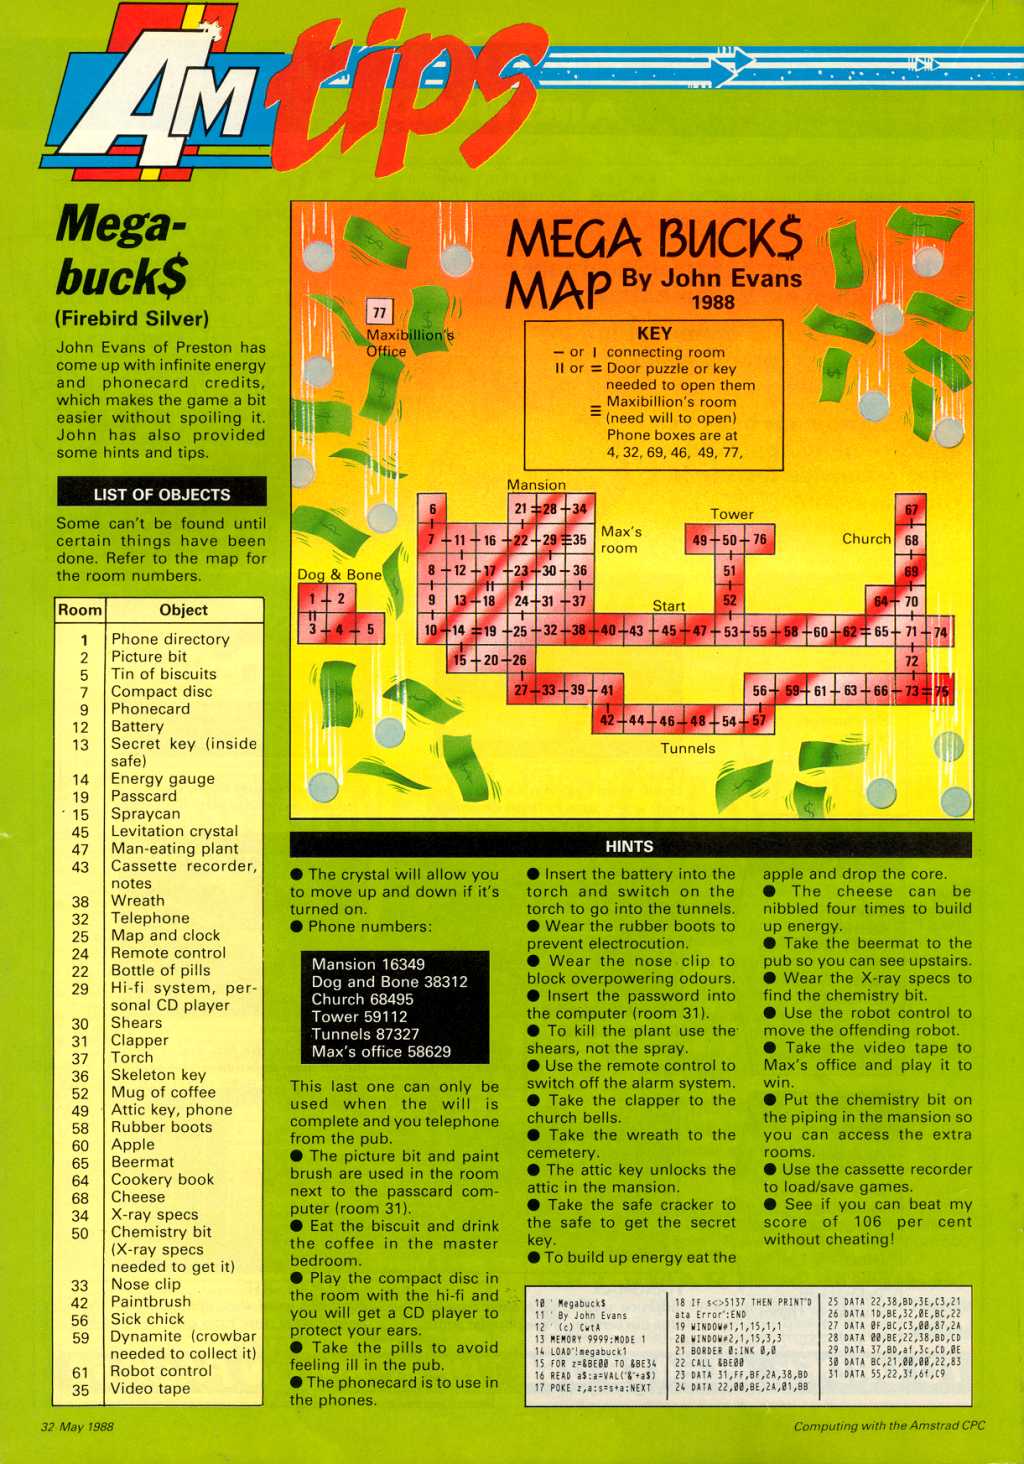 AM tips
Mega-
buck$
(Firebird Silver)
John Evans of Preston has
come up with infinite energy
and phonecard credits,
which makes the game a bit
easier without spoiling it.
John has also provided
some hints and tips.
LIST OF OBJECTS
Some can't be found until
certain things have been
done. Refer to the map for
the room numbers.
Room Object
1 Phone directory
2 Picture bit
5 Tin of biscuits
7 Compact disc
9 Phonecard
12 Battery
13 Secret key (inside
safe)
14 Energy gauge
19 Passcard
15 Spraycan
45 Levitation crystal
47 Man-eating plant
43 Cassette recorder,
notes
38 Wreath
32 Telephone
25 Map and clock
24 Remote control
22 Bottle of pills
29 Hi-fi system, per-
sonal CD player
30 Shears
31 Clapper
37 Torch
36 Skeleton key
52 Mug of coffee
49 Attic key, phone
58 Rubber boots
60 Apple
65 Beermat
64 Cookery book
68 Cheese
34 X-ray specs
50 Chemistry bit
(X-ray specs
needed to get it)
33 Nose clip
42 Paintbrush
56 Sick chick
59 Dynamite (crowbar
needed to collect it)
61 Robot control
35 Video tape
MEGA BUCK$
MAP By John Evans
1988
77
Maxibillion's
Office
KEY
— or | connecting room
|| or = Door puzzle or key
needed to open them
≡ Maxibillion's room
(need will to open)
Phone boxes are at
4, 32, 69, 46, 49, 77,
Mansion
6 21=28-34 67
Tower
7-11-16-22-29≡35 Max's
room
49-50-76 Church 68
8-12-17-23-30-36 51 69
Dog & Bone
1-2 9 13-18 24-31-37 Start 52 64-70
3-4-5 10-14=19-25-32-38-40-43-45-47-53-55-58-60-62=65-71-74
15-20-26 72
27-33-39-41 56-59-61-63-66-73=75
42-44-46-48-54-57
Tunnels
HINTS
● The crystal will allow you
to move up and down if it's
turned on.
● Phone numbers:
Mansion 16349
Dog and Bone 38312
Church 68495
Tower 59112
Tunnels 87327
Max's office 58629
This last one can only be
used when the will is
complete and you telephone
from the pub.
● The picture bit and paint
brush are used in the room
next to the passcard com-
puter (room 31).
● Eat the biscuit and drink
the coffee in the master
bedroom.
● Play the compact disc in
the room with the hi-fi and
you will get a CD player to
protect your ears.
● Take the pills to avoid
feeling ill in the pub.
● The phonecard is to use in
the phones.
● Insert the battery into the
torch and switch on the
torch to go into the tunnels.
● Wear the rubber boots to
prevent electrocution.
● Wear the nose clip to
block overpowering odours.
● Insert the password into
the computer (room 31).
● To kill the plant use the
shears, not the spray.
● Use the remote control to
switch off the alarm system.
● Take the clapper to the
church bells.
● Take the wreath to the
cemetery.
● The attic key unlocks the
attic in the mansion.
● Take the safe cracker to
the safe to get the secret
key.
● To build up energy eat the
apple and drop the core.
● The cheese can be
nibbled four times to build
up energy.
● Take the beermat to the
pub so you can see upstairs.
● Wear the X-ray specs to
find the chemistry bit.
● Use the robot control to
move the offending robot.
● Take the video tape to
Max's office and play it to
win.
● Put the chemistry bit on
the piping in the mansion so
you can access the extra
rooms.
● Use the cassette recorder
to load/save games.
● See if you can beat my
score of 106 per cent
without cheating!
10 ' Megabuck$
11 ' By John Evans
12 ' (c) CwtA
13 MEMORY 9999:MODE 1
14 LOAD"!megabuck1
15 FOR z=&BE00 TO &BE34
16 READ a$:a=VAL("&"+a$)
17 POKE z,a:s=s+a:NEXT
18 IF s<>5137 THEN PRINT"D
ata Error":END
19 WINDOW#1,1,15,1,1
20 WINDOW#2,1,15,3,3
21 BORDER 0:INK 0,0
22 CALL &BE00
23 DATA 31,FF,BF,2A,38,BD
24 DATA 22,00,BE,2A,01,BB
25 DATA 22,38,BD,3E,C3,21
26 DATA 1D,BE,32,0E,BC,22
27 DATA 0F,BC,C3,00,87,2A
28 DATA 00,BE,22,38,BD,CD
29 DATA 37,BD,af,3c,CD,0E
30 DATA BC,21,00,00,22,83
31 DATA 55,22,3f,6f,C9
32 May 1988
Computing with the Amstrad CPC